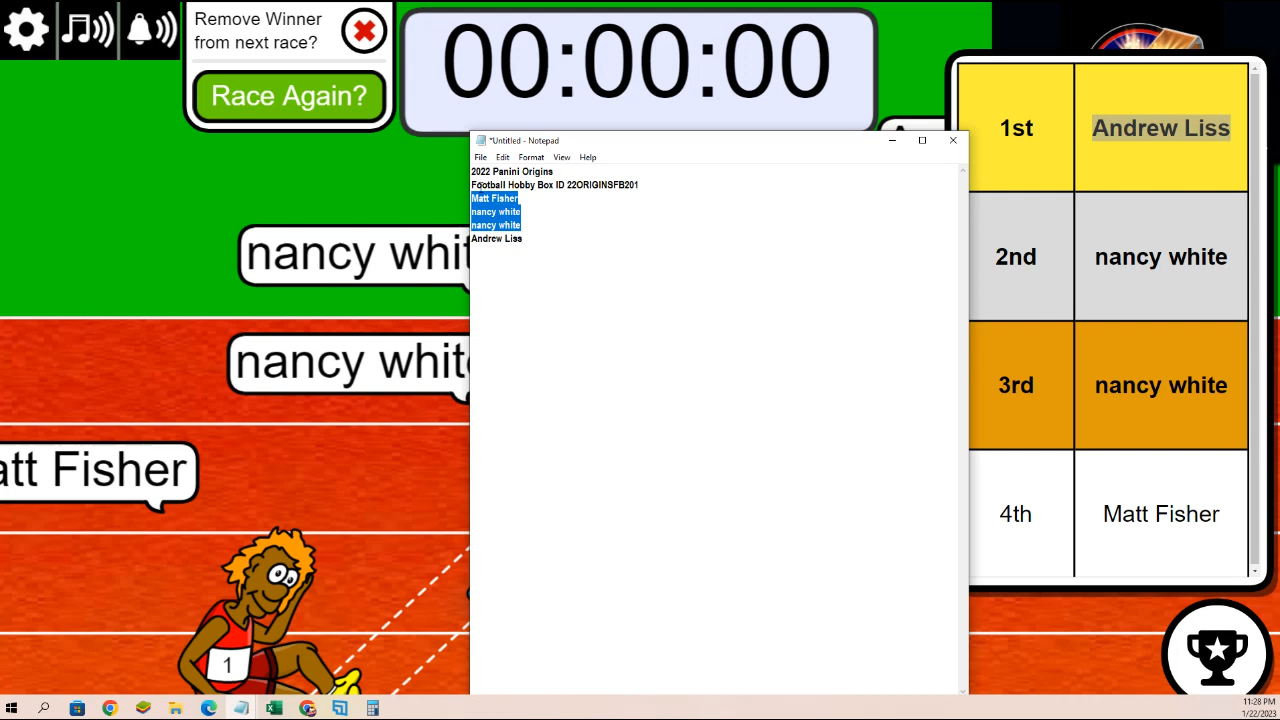 Remove Winner
from next race?
Race Again?
00:00:00
*Untitled - Notepad
File Edit Format View Help
2022 Panini Origins
Football Hobby Box ID 22ORIGINSFB201
Matt Fisher
nancy white
nancy white
Andrew Liss
1st Andrew Liss
2nd nancy white
3rd nancy white
4th Matt Fisher
nancy whit
nancy white
att Fisher
1
11:28 PM
1/22/2023